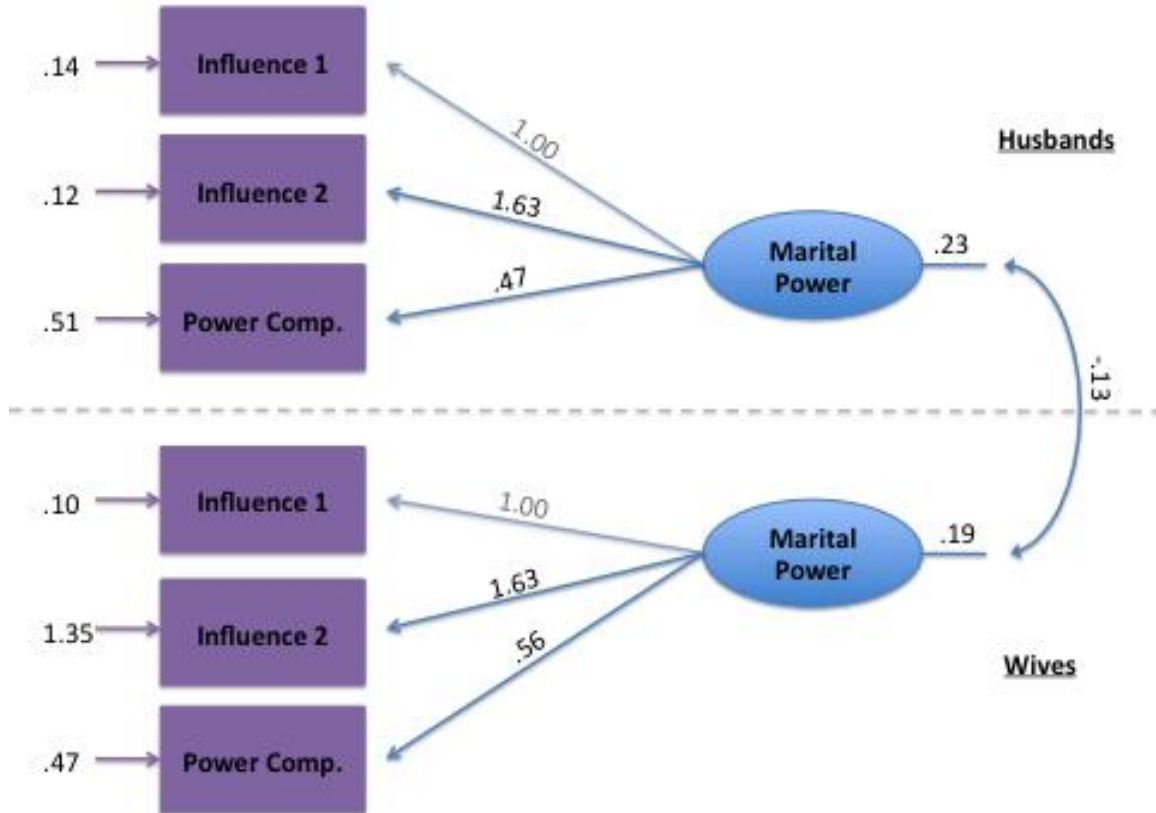 .14
Influence 1
1.00
Husbands
.12
Influence 2
1.63
Marital
Power
.23
.51
Power Comp.
.47
-.13
.10
Influence 1
1.00
Marital
Power
.19
1.35
Influence 2
1.63
.56
Wives
.47
Power Comp.